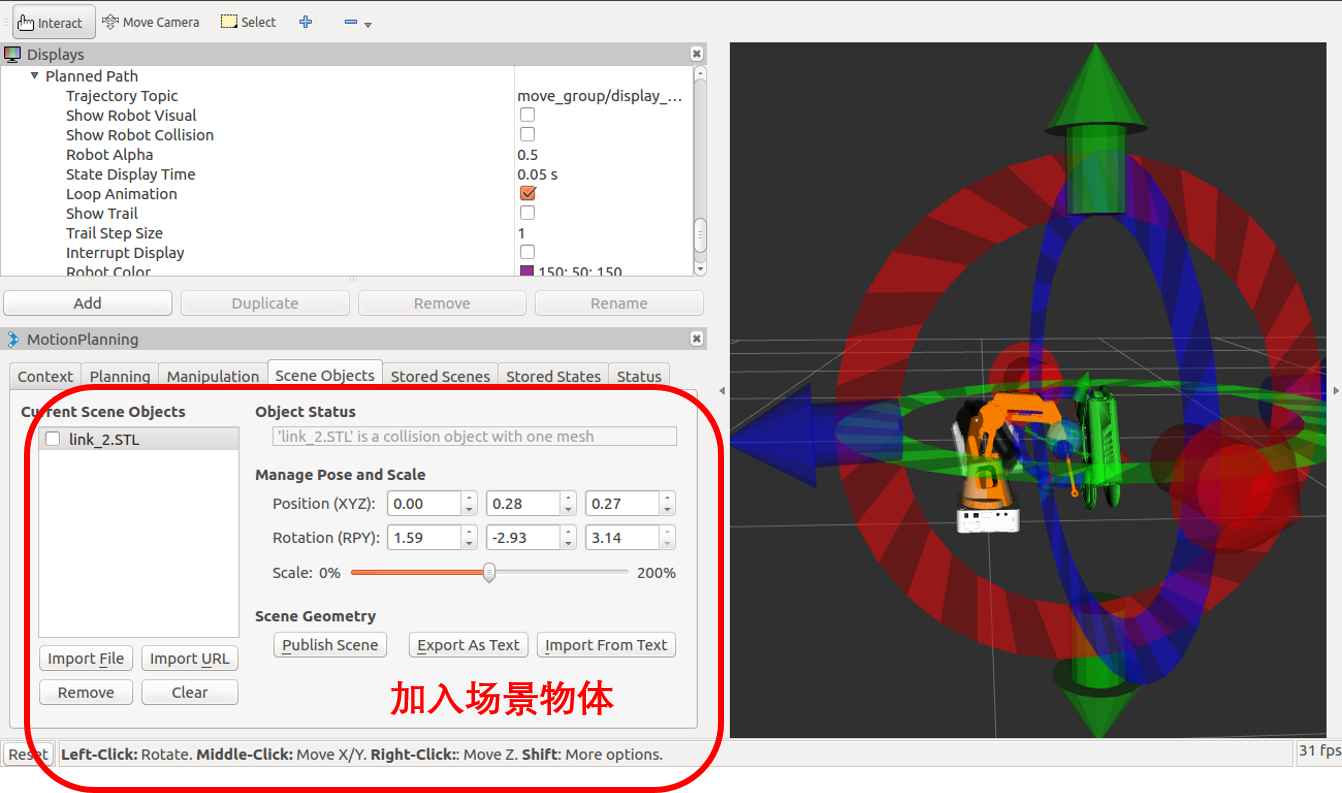 Interact Move Camera Select
Displays
Planned Path
Trajectory Topic move_group/display_...
Show Robot Visual
Show Robot Collision
Robot Alpha 0.5
State Display Time 0.05 s
Loop Animation
Show Trail
Trail Step Size 1
Interrupt Display
Robot Color 150; 50; 150
Add Duplicate Remove Rename
MotionPlanning
Context Planning Manipulation Scene Objects Stored Scenes Stored States Status
Current Scene Objects
link_2.STL
Import File Import URL
Remove Clear
Object Status
'link_2.STL' is a collision object with one mesh
Manage Pose and Scale
Position (XYZ): 0.00 0.28 0.27
Rotation (RPY): 1.59 -2.93 3.14
Scale: 0% 200%
Scene Geometry
Publish Scene Export As Text Import From Text
加入场景物体
Reset Left-Click: Rotate. Middle-Click: Move X/Y. Right-Click:: Move Z. Shift: More options. 31 fps